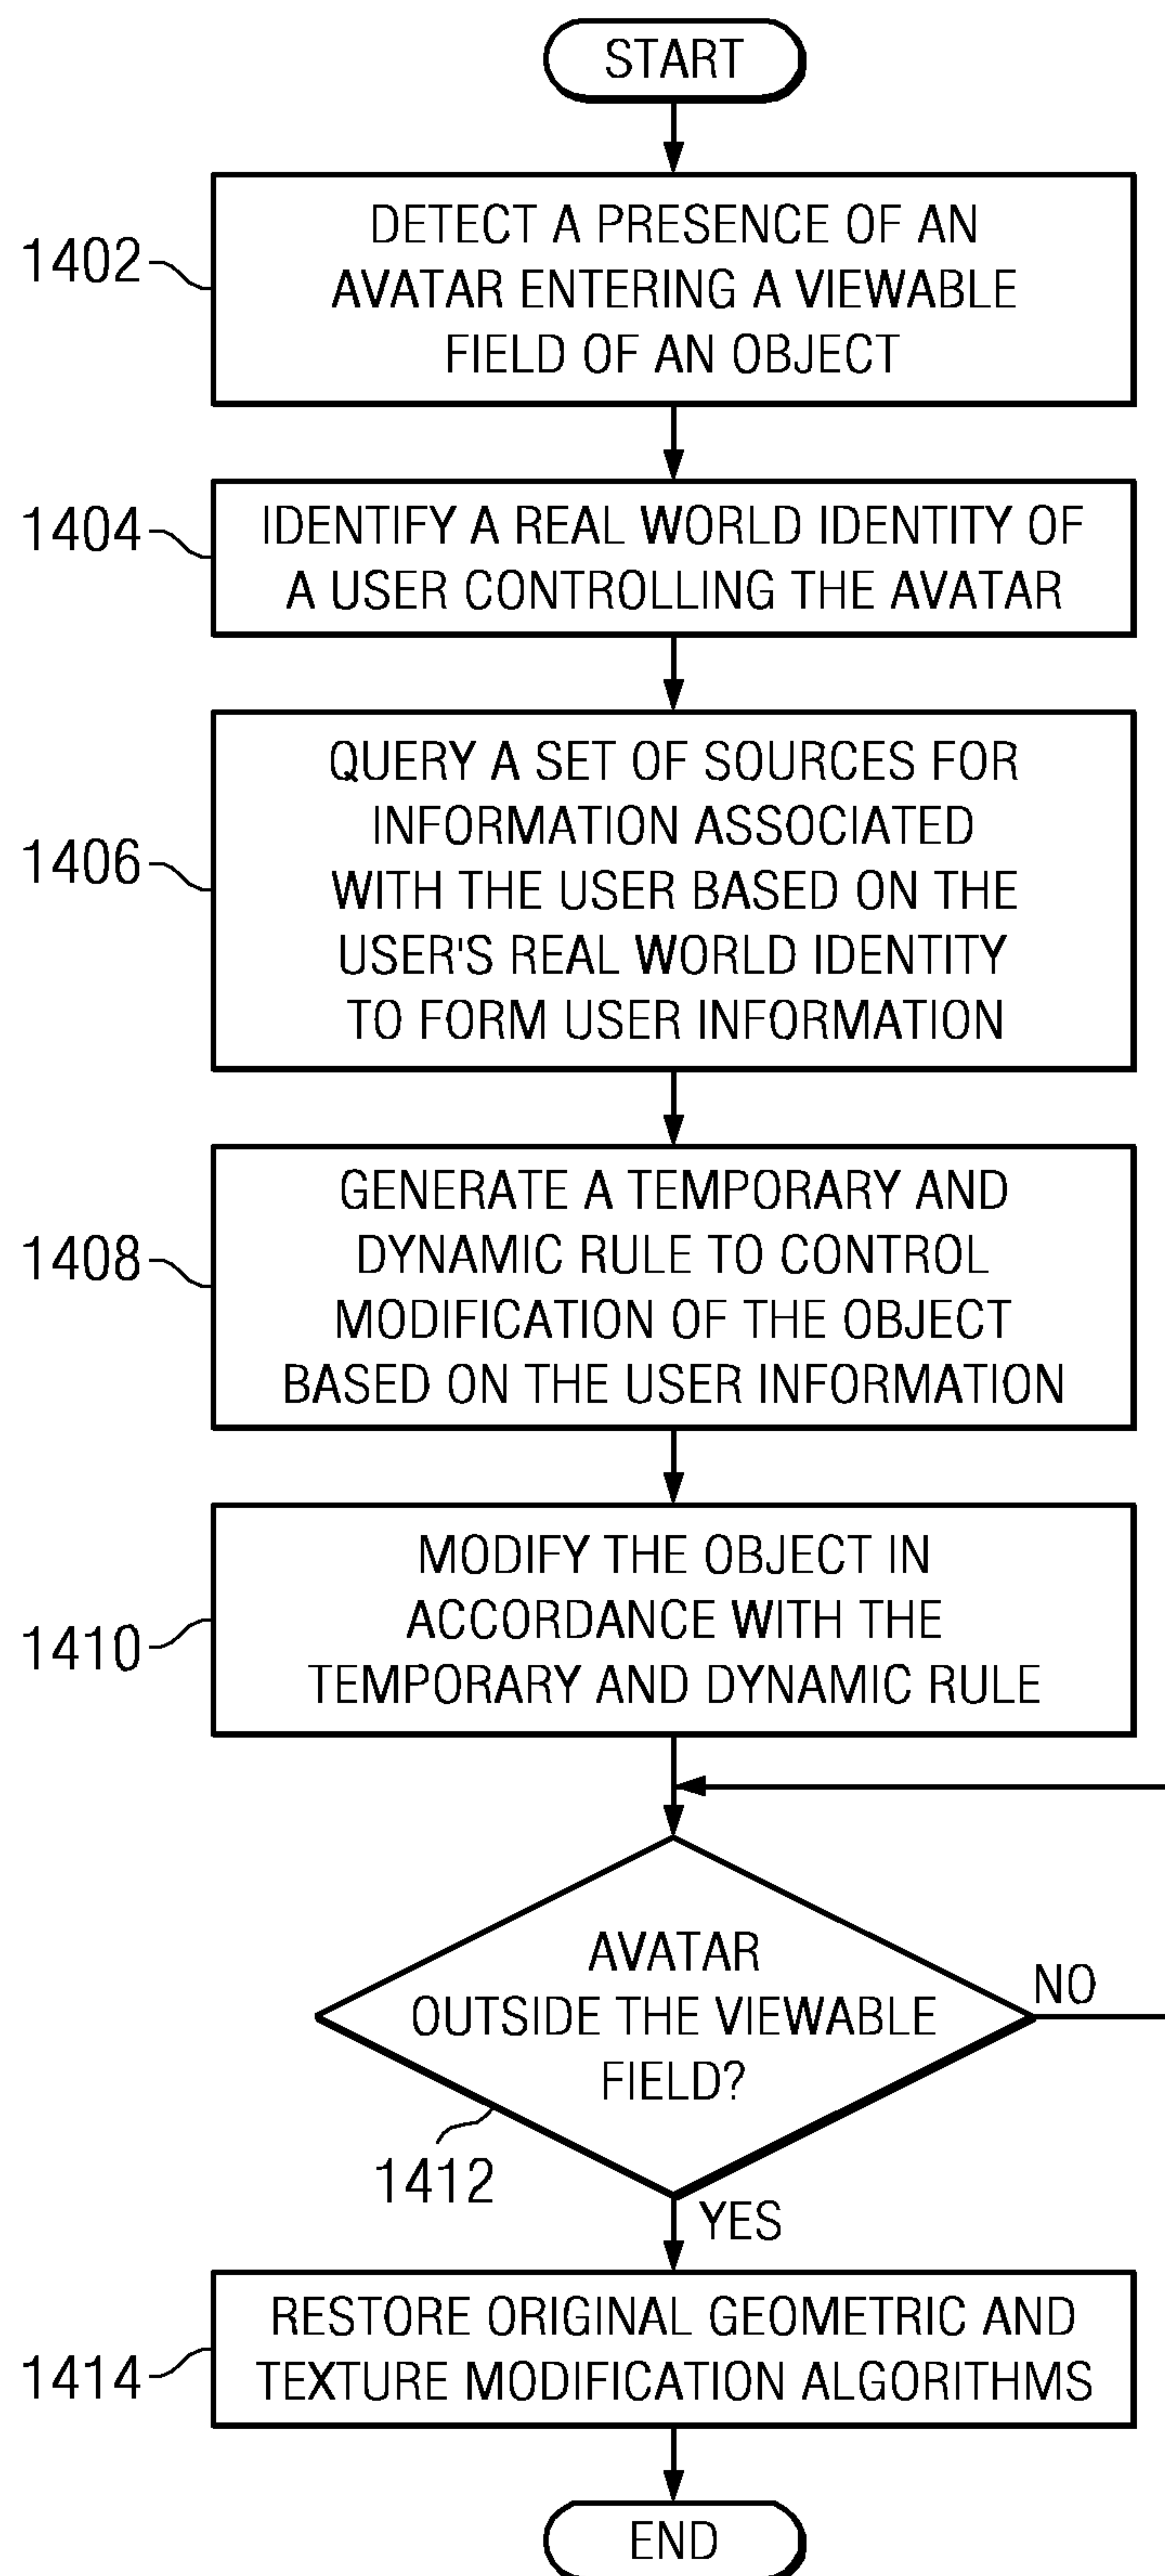 START
1402
DETECT A PRESENCE OF AN
AVATAR ENTERING A VIEWABLE
FIELD OF AN OBJECT
1404
IDENTIFY A REAL WORLD IDENTITY OF
A USER CONTROLLING THE AVATAR
1406
QUERY A SET OF SOURCES FOR
INFORMATION ASSOCIATED
WITH THE USER BASED ON THE
USER'S REAL WORLD IDENTITY
TO FORM USER INFORMATION
1408
GENERATE A TEMPORARY AND
DYNAMIC RULE TO CONTROL
MODIFICATION OF THE OBJECT
BASED ON THE USER INFORMATION
1410
MODIFY THE OBJECT IN
ACCORDANCE WITH THE
TEMPORARY AND DYNAMIC RULE
AVATAR
OUTSIDE THE VIEWABLE
FIELD?
NO
1412
YES
1414
RESTORE ORIGINAL GEOMETRIC AND
TEXTURE MODIFICATION ALGORITHMS
END